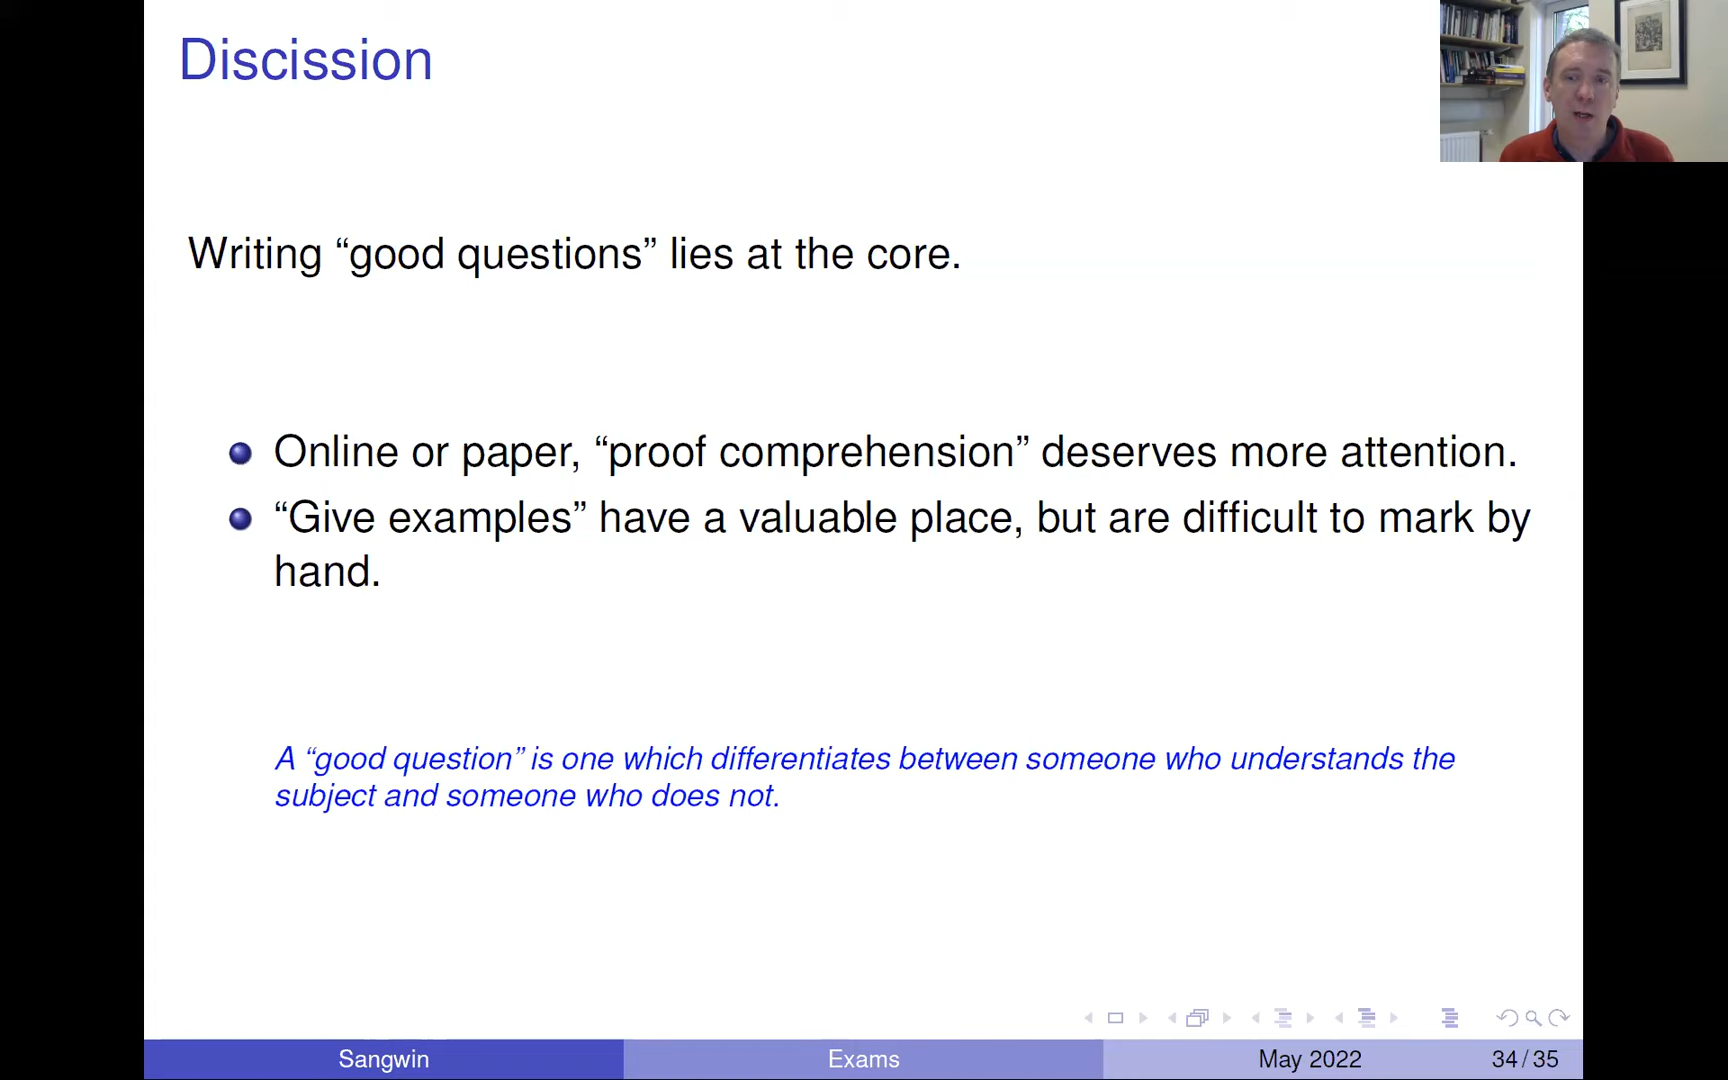 Discission
Writing “good questions” lies at the core.
Online or paper, “proof comprehension” deserves more attention.
“Give examples” have a valuable place, but are difficult to mark by
hand.
A “good question” is one which differentiates between someone who understands the
subject and someone who does not.
Sangwin
Exams
May 2022
34 / 35